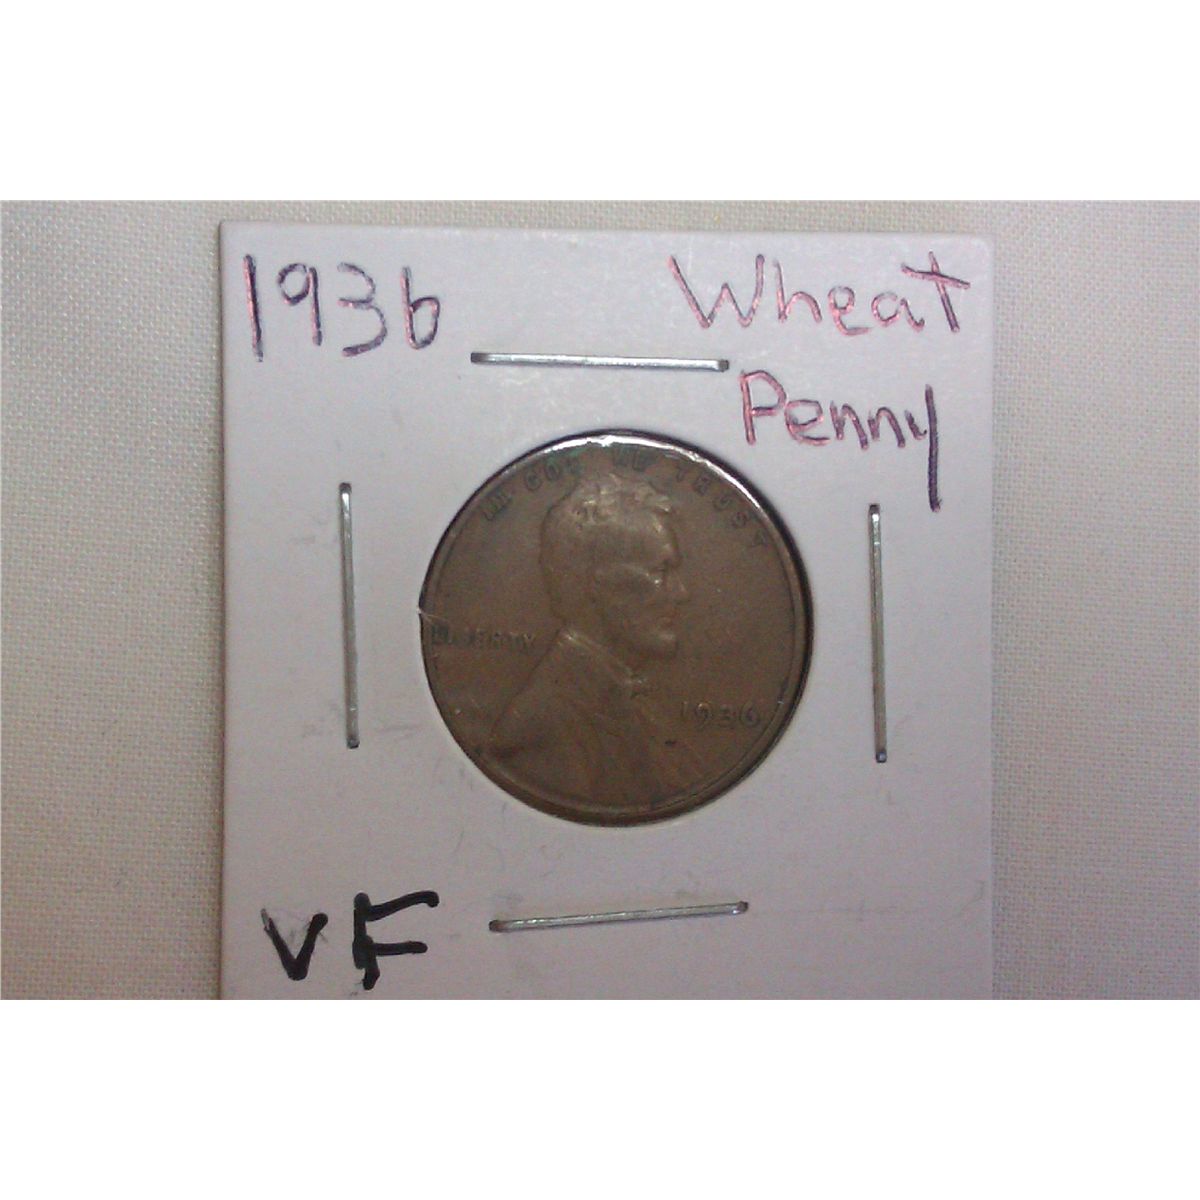 1936 Wheat
Penny
IN GOD WE TRUST
LIBERTY
1936
VF